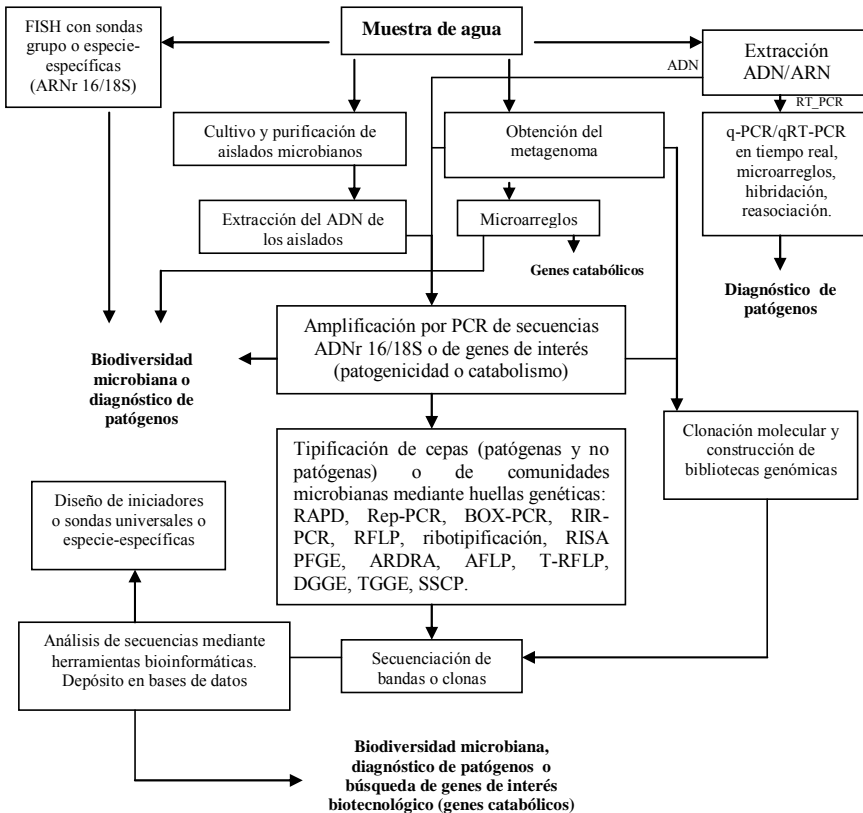 FISH con sondas
grupo o especie-
específicas
(ARNr 16/18S)
Muestra de agua
ADN
Extracción
ADN/ARN
RT_PCR
Cultivo y purificación de
aislados microbianos
Obtención del
metagenoma
q-PCR/qRT-PCR
en tiempo real,
microarreglos,
hibridación,
reasociación.
Extracción del ADN de
los aislados
Microarreglos
Genes catabólicos
Diagnóstico de
patógenos
Amplificación por PCR de secuencias
ADNr 16/18S o de genes de interés
(patogenicidad o catabolismo)
Biodiversidad
microbiana o
diagnóstico de
patógenos
Clonación molecular y
construcción de
bibliotecas genómicas
Tipificación de cepas (patógenas y no
patógenas) o de comunidades
microbianas mediante huellas genéticas:
RAPD, Rep-PCR, BOX-PCR, RIR-
PCR, RFLP, ribotipificación, RISA
PFGE, ARDRA, AFLP, T-RFLP,
DGGE, TGGE, SSCP.
Diseño de iniciadores
o sondas universales o
especie-específicas
Análisis de secuencias mediante
herramientas bioinformáticas.
Depósito en bases de datos
Secuenciación de
bandas o clonas
Biodiversidad microbiana,
diagnóstico de patógenos o
búsqueda de genes de interés
biotecnológico (genes catabólicos)